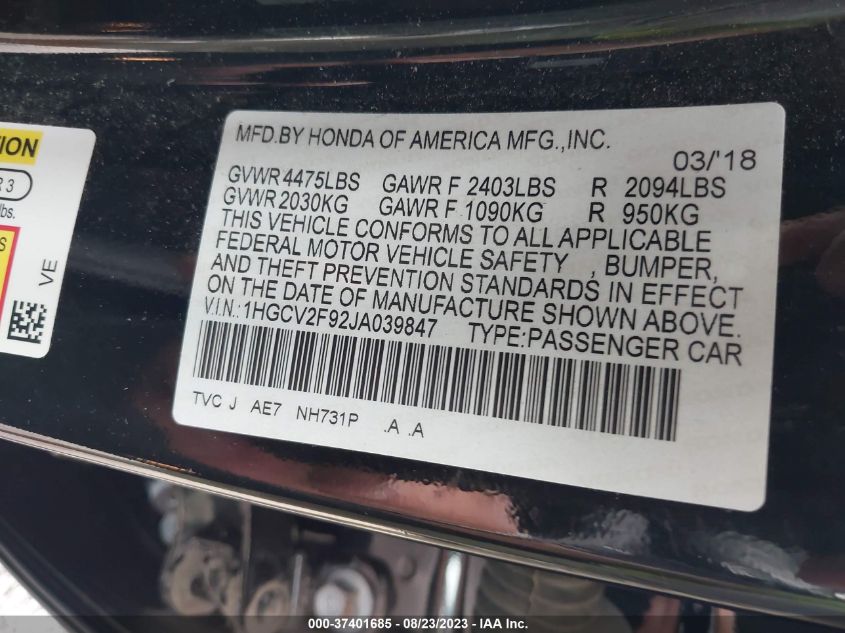 TION
R 3
lbs.
S
VE
MFD.BY HONDA OF AMERICA MFG.,INC.
03/'18
GVWR 4475LBS GAWR F 2403LBS R 2094LBS
GVWR 2030KG GAWR F 1090KG R 950KG
THIS VEHICLE CONFORMS TO ALL APPLICABLE
FEDERAL MOTOR VEHICLE SAFETY , BUMPER,
AND THEFT PREVENTION STANDARDS IN EFFECT
ON THE DATE OF MANUFACTURE SHOWN ABOVE.
V.I.N.:1HGCV2F92JA039847 TYPE:PASSENGER CAR
TVC J AE7 NH731P .A .A
000-37401685 - 08/23/2023 - IAA Inc.